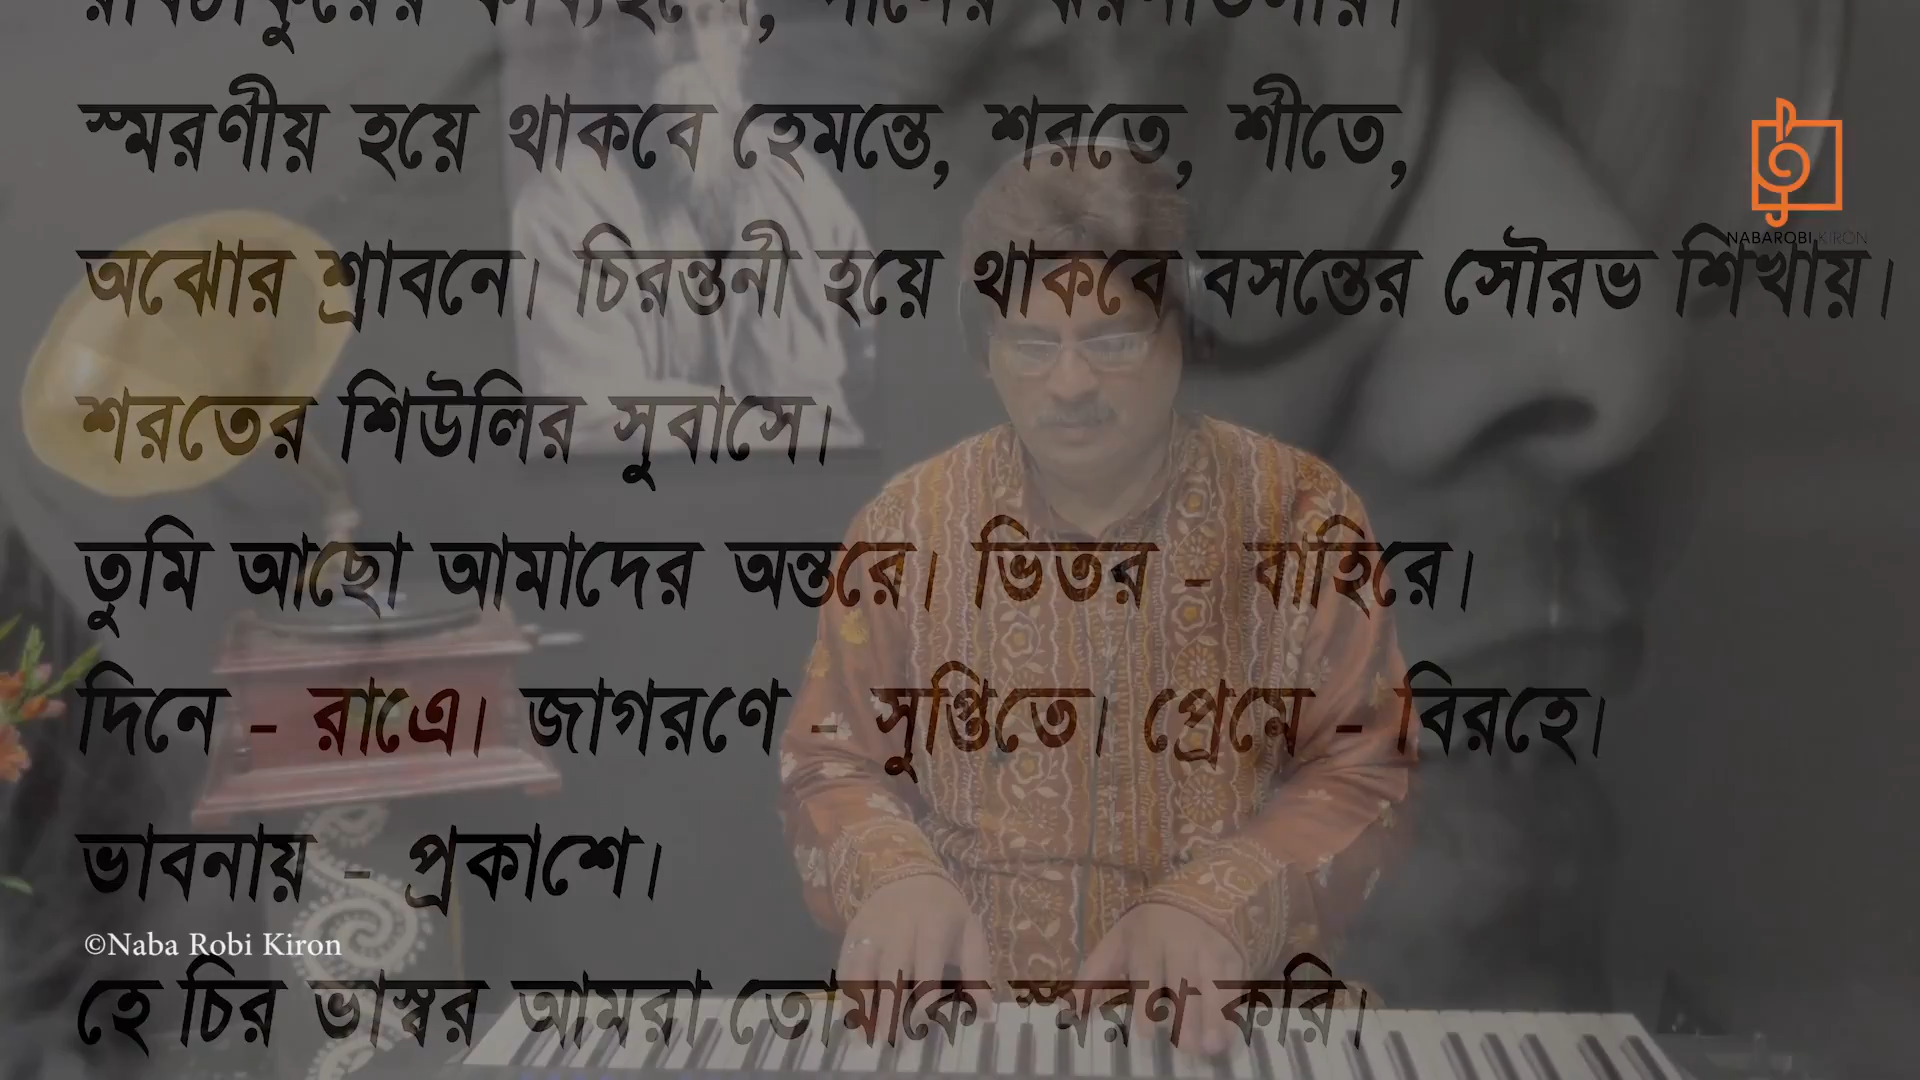 স্মরণীয় হয়ে থাকবে হেমন্তে, শরতে, শীতে,
NABAROBI KIRON
অঝোর শ্রাবনে। চিরন্তনী হয়ে থাকবে বসন্তের সৌরভ শিখায়।
শরতের শিউলির সুবাসে।
তুমি আছো আমাদের অন্তরে। ভিতর - বাহিরে।
দিনে - রাএে। জাগরণে - সুপ্তিতে। প্রেমে - বিরহে।
ভাবনায় - প্রকাশে।
©Naba Robi Kiron
হে চির ভাস্বর আমরা তোমাকে স্মরণ করি।